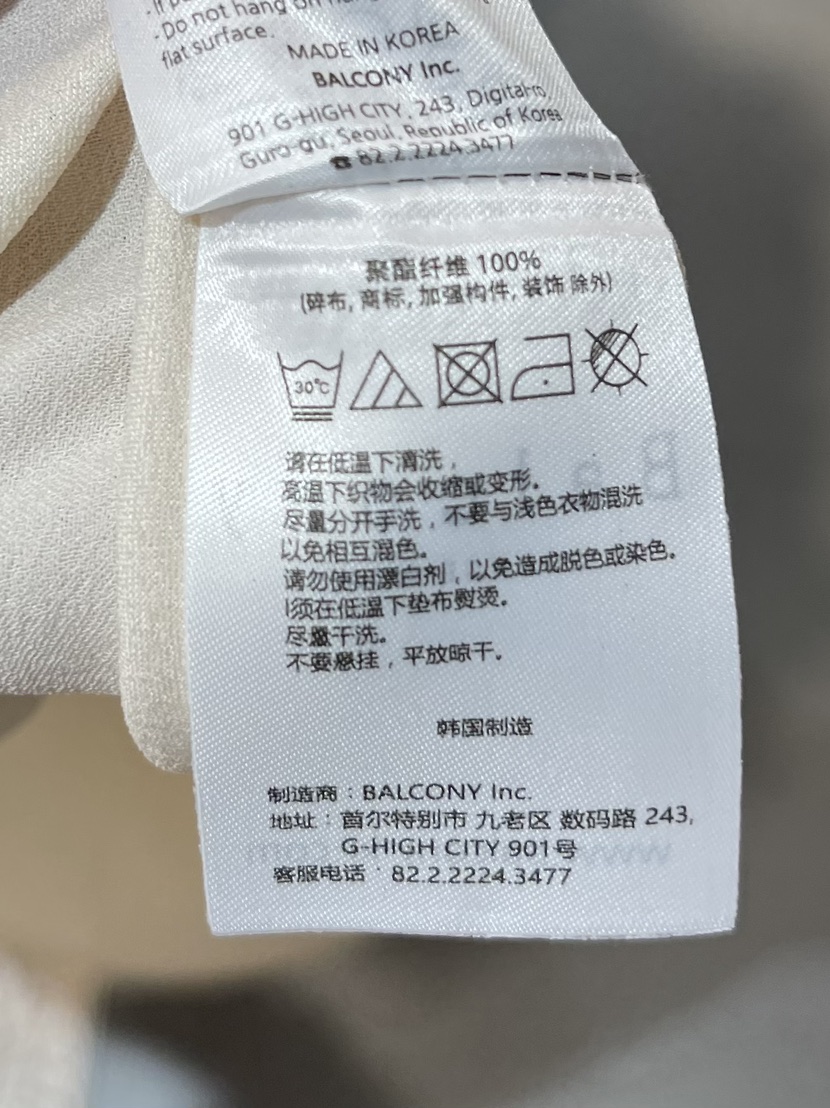 -Do not hang on
flat surface.
MADE IN KOREA
BALCONY Inc.
901 G-HIGH CITY, 243, Digital-ro,
Guro-gu, Seoul, Republic of Korea
☎ 82.2.2224.3477
聚酯纤维 100%
(碎布, 商标, 加强构件, 装饰 除外)
30℃
请在低温下清洗，
高温下织物会收缩或变形。
尽量分开手洗，不要与浅色衣物混洗
以免相互混色。
请勿使用漂白剂，以免造成脱色或染色。
须在低温下垫布熨烫。
尽量干洗。
不要悬挂，平放晾干。
韩国制造
制造商：BALCONY Inc.
地址：首尔特别市 九老区 数码路 243,
G-HIGH CITY 901号
客服电话：82.2.2224.3477